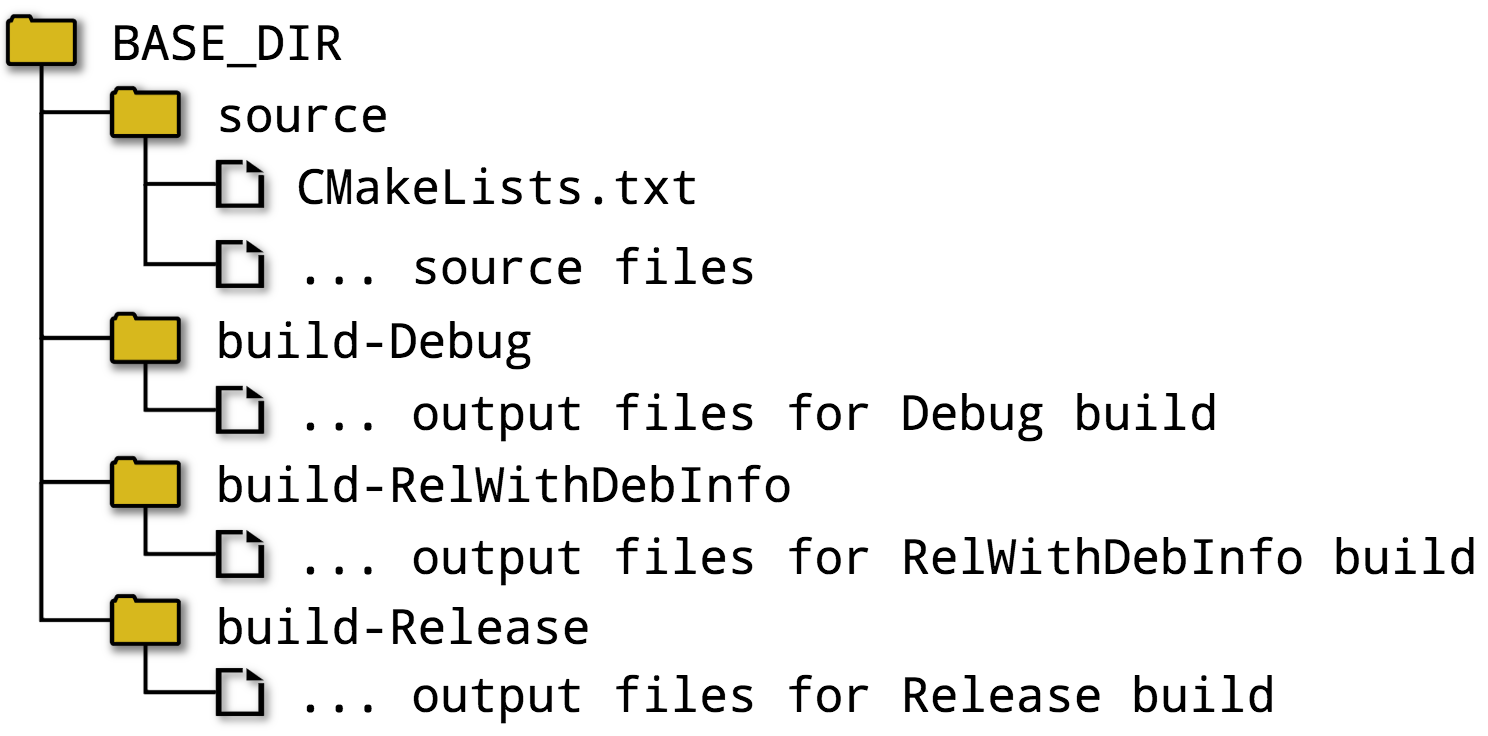 BASE_DIR
source
CMakeLists.txt
... source files
build-Debug
... output files for Debug build
build-RelWithDebInfo
... output files for RelWithDebInfo build
build-Release
... output files for Release build